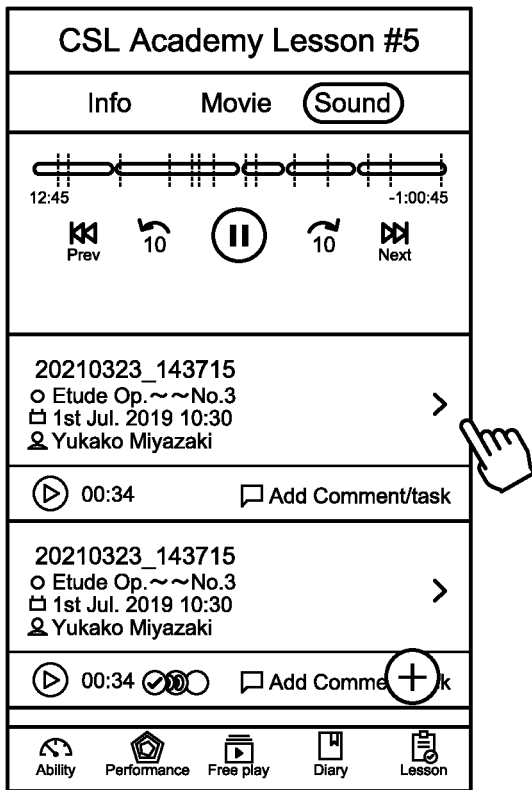 CSL Academy Lesson #5
Info Movie Sound
12:45 -1:00:45
10 10
Prev Next
20210323_143715
Etude Op.~~No.3
1st Jul. 2019 10:30
Yukako Miyazaki
00:34 Add Comment/task
20210323_143715
Etude Op.~~No.3
1st Jul. 2019 10:30
Yukako Miyazaki
00:34 Add Comme k
Ability Performance Free play Diary Lesson